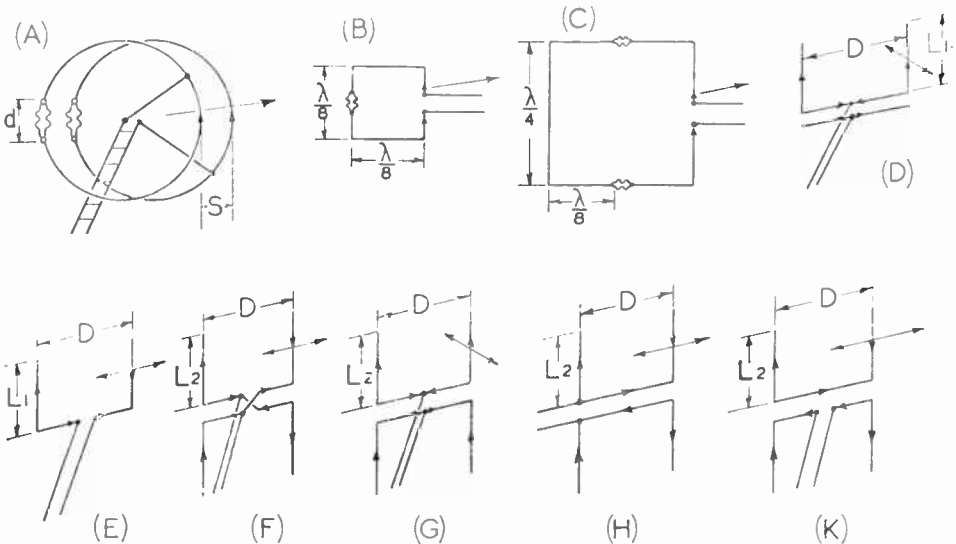 (A)
d
S
(B)
λ/8
λ/8
(C)
λ/4
λ/8
D
L1
(D)
D
L1
(E)
D
L2
(F)
D
L2
(G)
D
L2
(H)
D
L2
(K)